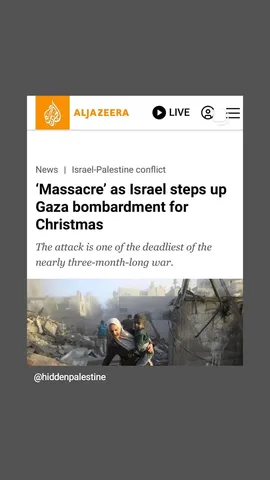 ALJAZEERA
LIVE
News | Israel-Palestine conflict
‘Massacre’ as Israel steps up
Gaza bombardment for
Christmas
The attack is one of the deadliest of the
nearly three-month-long war.
@hiddenpalestine